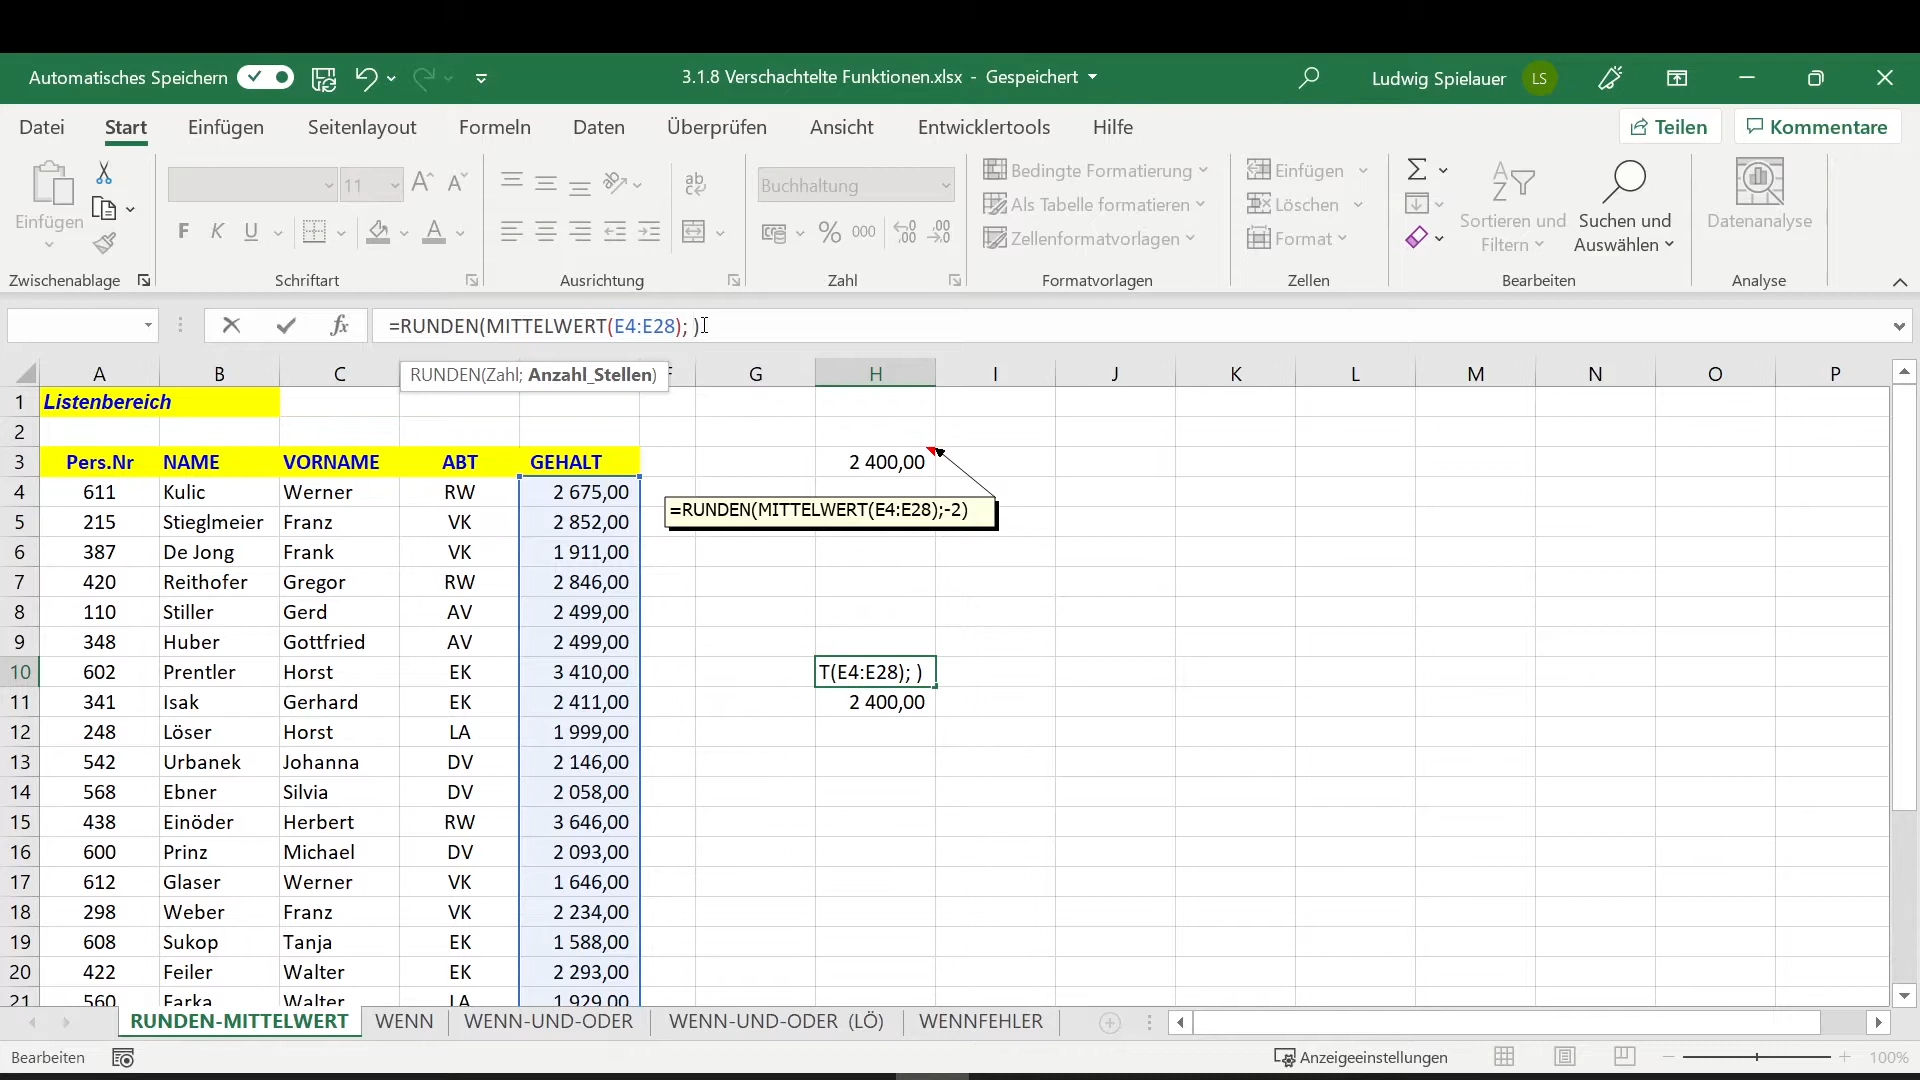 Automatisches Speichern
3.1.8 Verschachtelte Funktionen.xlsx - Gespeichert
Ludwig Spielauer
LS
Datei Start Einfügen Seitenlayout Formeln Daten Überprüfen Ansicht Entwicklertools Hilfe Teilen Kommentare
Einfügen
Zwischenablage
11
F K U
Schriftart
ab
Ausrichtung
Buchhaltung
% 000
Zahl
Bedingte Formatierung
Als Tabelle formatieren
Zellenformatvorlagen
Formatvorlagen
Einfügen
Löschen
Format
Zellen
Sortieren und
Filtern
Suchen und
Auswählen
Bearbeiten
Datenanalyse
Analyse
fx =RUNDEN(MITTELWERT(E4:E28); )
RUNDEN(Zahl; Anzahl_Stellen)
A B C F G H I J K L M N O P
1 Listenbereich
2
3 Pers.Nr NAME VORNAME ABT GEHALT 2 400,00
4 611 Kulic Werner RW 2 675,00
=RUNDEN(MITTELWERT(E4:E28);-2)
5 215 Stieglmeier Franz VK 2 852,00
6 387 De Jong Frank VK 1 911,00
7 420 Reithofer Gregor RW 2 846,00
8 110 Stiller Gerd AV 2 499,00
9 348 Huber Gottfried AV 2 499,00
10 602 Prentler Horst EK 3 410,00 T(E4:E28); )
11 341 Isak Gerhard EK 2 411,00 2 400,00
12 248 Löser Horst LA 1 999,00
13 542 Urbanek Johanna DV 2 146,00
14 568 Ebner Silvia DV 2 058,00
15 438 Einöder Herbert RW 3 646,00
16 600 Prinz Michael DV 2 093,00
17 612 Glaser Werner VK 1 646,00
18 298 Weber Franz VK 2 234,00
19 608 Sukop Tanja EK 1 588,00
20 422 Feiler Walter EK 2 293,00
21 560 Farka Walter LA 1 929,00
RUNDEN-MITTELWERT WENN WENN-UND-ODER WENN-UND-ODER (LÖ) WENNFEHLER
Bearbeiten
Anzeigeeinstellungen
100%